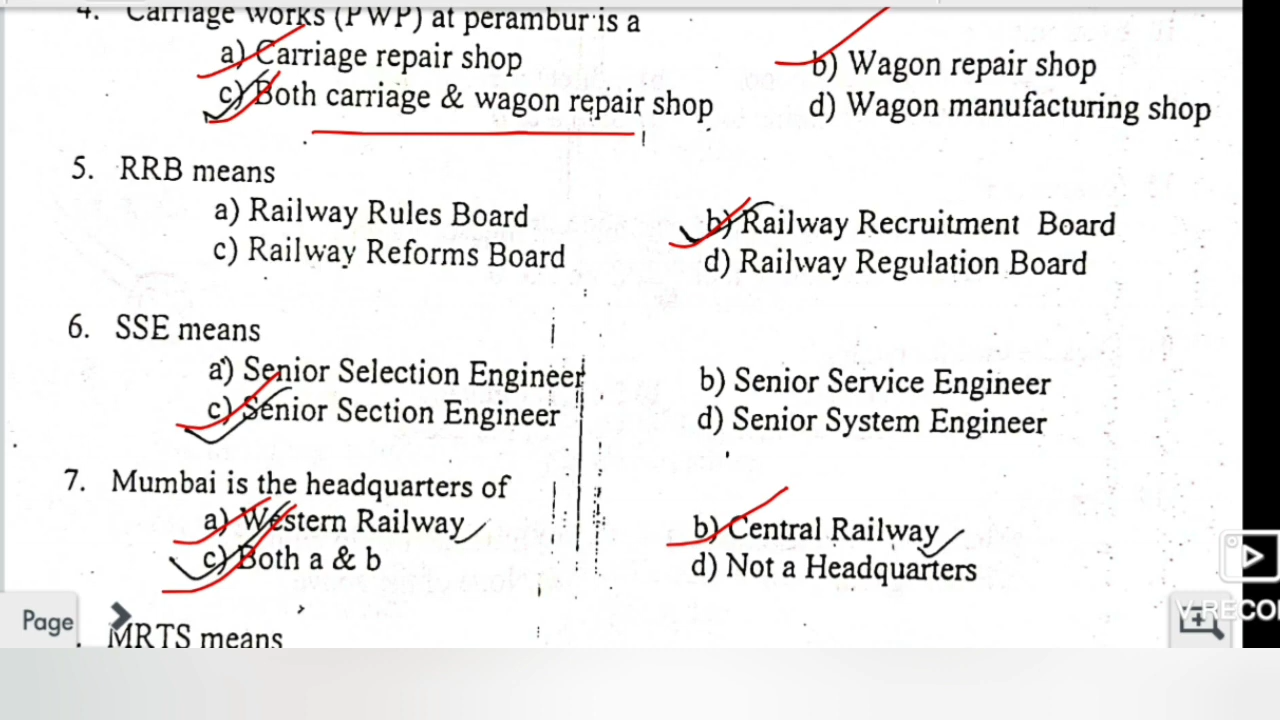 4. Carriage works (PWP) at perambur is a
a) Carriage repair shop b) Wagon repair shop
c) Both carriage & wagon repair shop d) Wagon manufacturing shop
5. RRB means
a) Railway Rules Board b) Railway Recruitment Board
c) Railway Reforms Board d) Railway Regulation Board
6. SSE means
a) Senior Selection Engineer b) Senior Service Engineer
c) Senior Section Engineer d) Senior System Engineer
7. Mumbai is the headquarters of
a) Western Railway b) Central Railway
c) Both a & b d) Not a Headquarters
Page
MRTS means